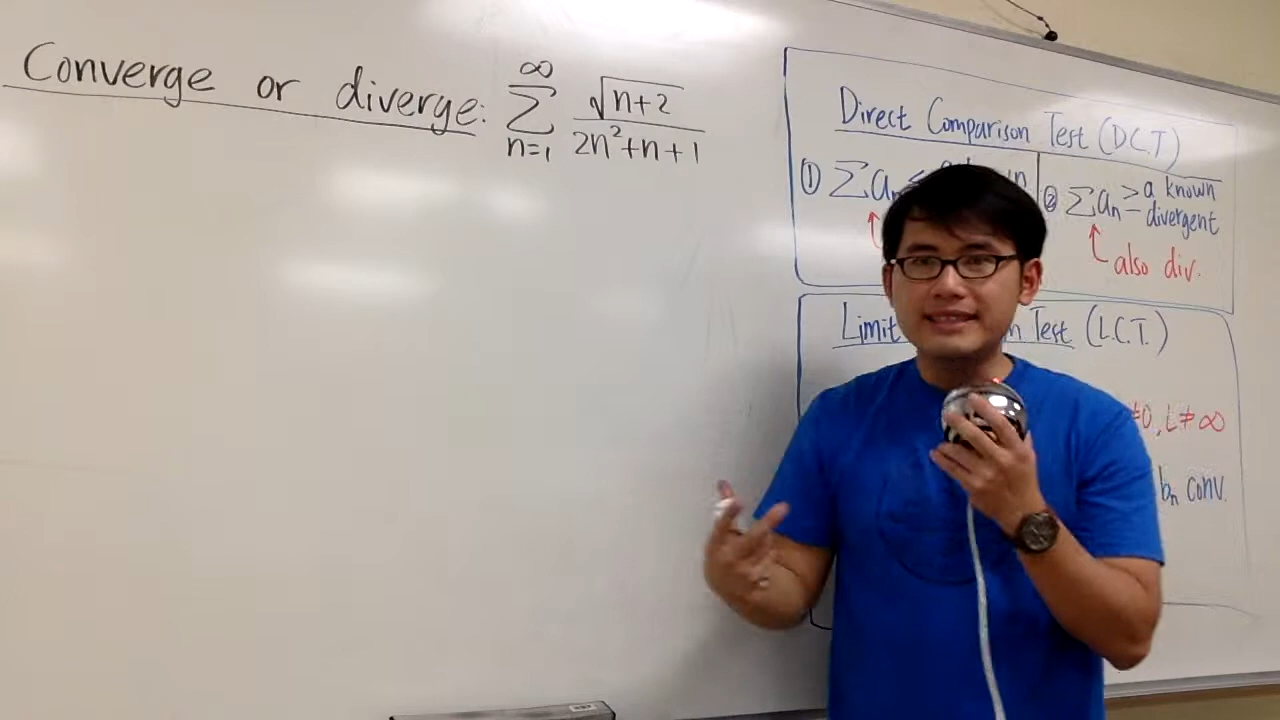 Converge or diverge: ∞∑n=1 √(n+2) / (2n²+n+1)
Direct Comparison Test (D.C.T)
① ∑an ≤
② ∑an ≥ a known divergent
also div.
Limit Test (L.C.T.)
≠0, L≠∞
bn conv.